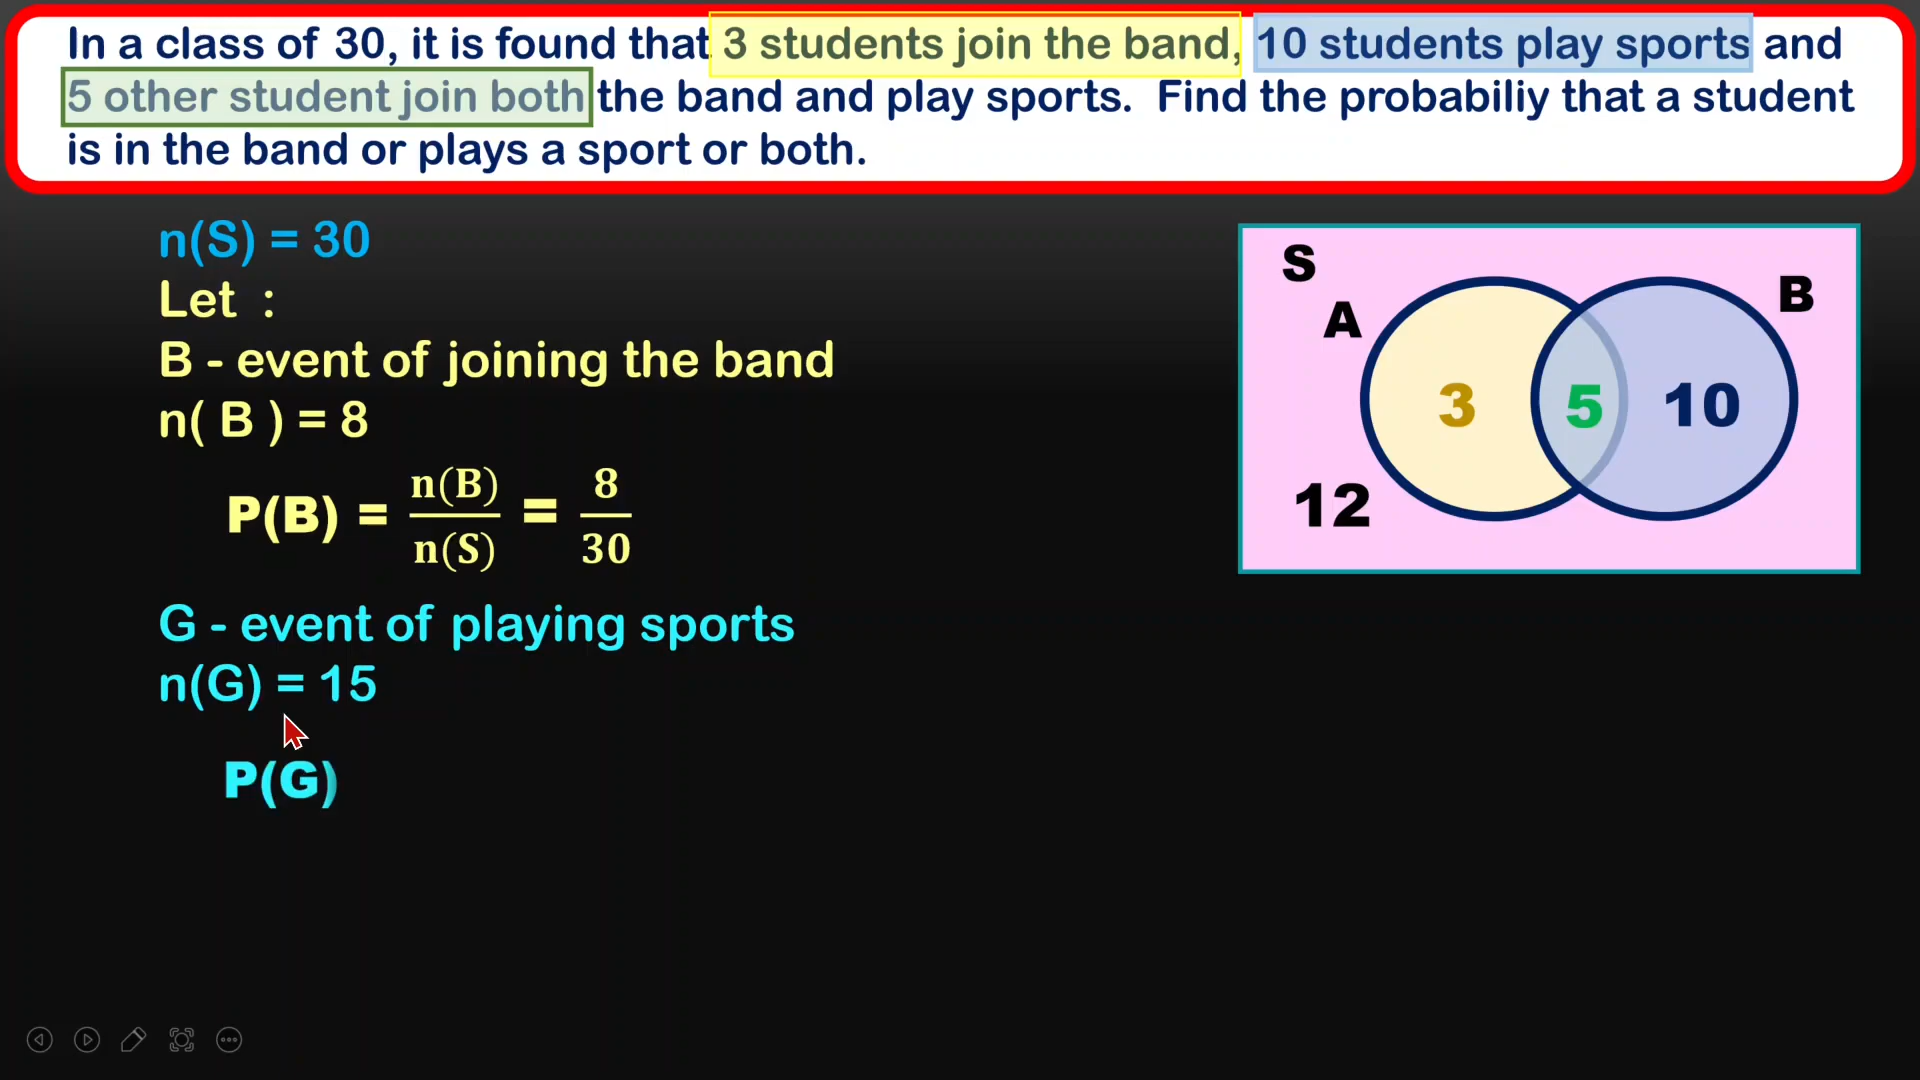 In a class of 30, it is found that 3 students join the band, 10 students play sports and
5 other student join both the band and play sports. Find the probabiliy that a student
is in the band or plays a sport or both.
n(S) = 30
Let :
B - event of joining the band
n( B ) = 8
P(B) = n(B)/n(S) = 8/30
G - event of playing sports
n(G) = 15
P(G)
S
A
B
3
5
10
12